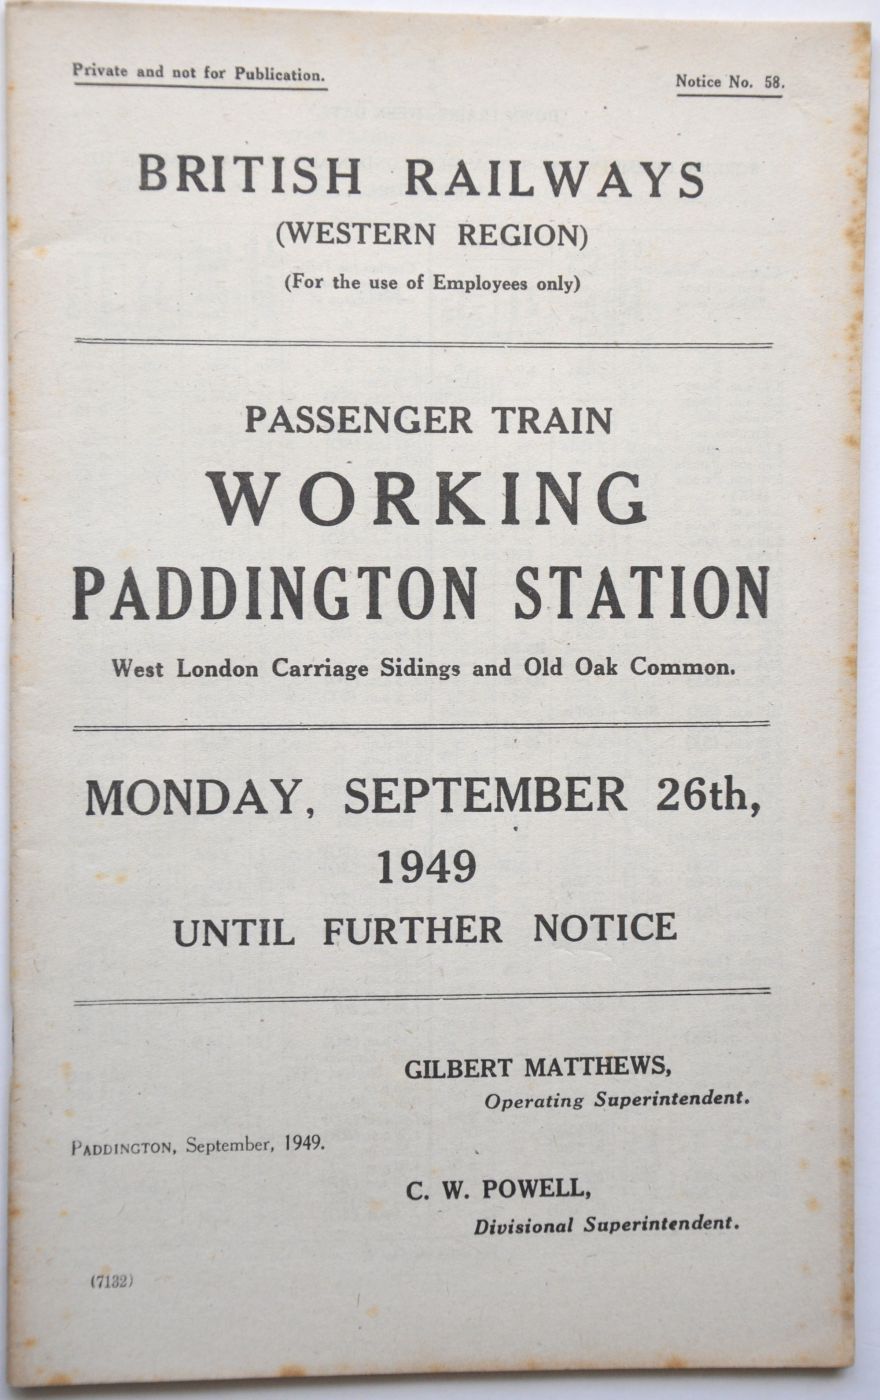 Private and not for Publication.
Notice No. 58.
BRITISH RAILWAYS
(WESTERN REGION)
(For the use of Employees only)
PASSENGER TRAIN
WORKING
PADDINGTON STATION
West London Carriage Sidings and Old Oak Common.
MONDAY, SEPTEMBER 26th,
1949
UNTIL FURTHER NOTICE
GILBERT MATTHEWS,
Operating Superintendent.
PADDINGTON, September, 1949.
C. W. POWELL,
Divisional Superintendent.
(7132)